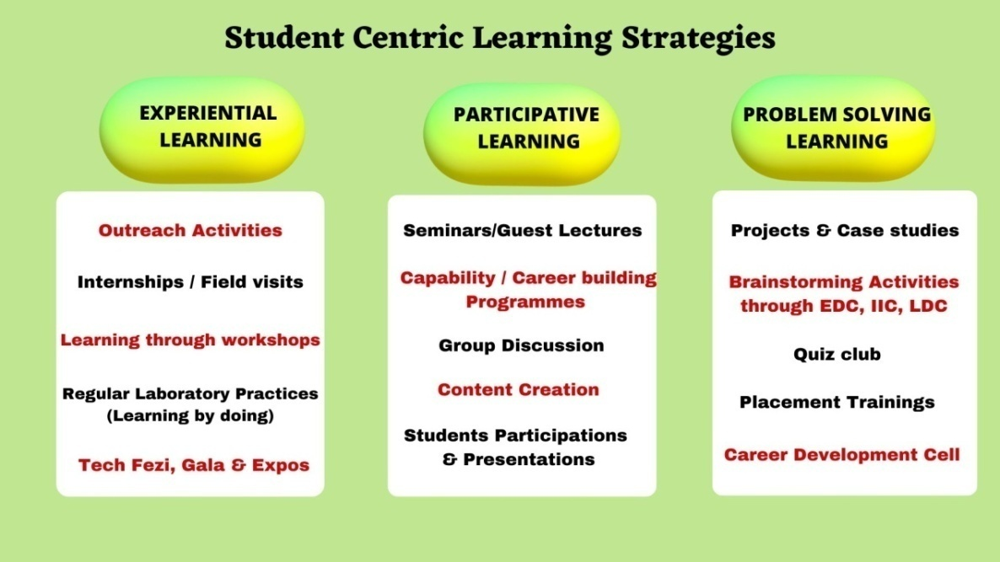 Student Centric Learning Strategies
EXPERIENTIAL
LEARNING
Outreach Activities
Internships / Field visits
Learning through workshops
Regular Laboratory Practices
(Learning by doing)
Tech Fezi, Gala & Expos
PARTICIPATIVE
LEARNING
Seminars/Guest Lectures
Capability / Career building
Programmes
Group Discussion
Content Creation
Students Participations
& Presentations
PROBLEM SOLVING
LEARNING
Projects & Case studies
Brainstorming Activities
through EDC, IIC, LDC
Quiz club
Placement Trainings
Career Development Cell